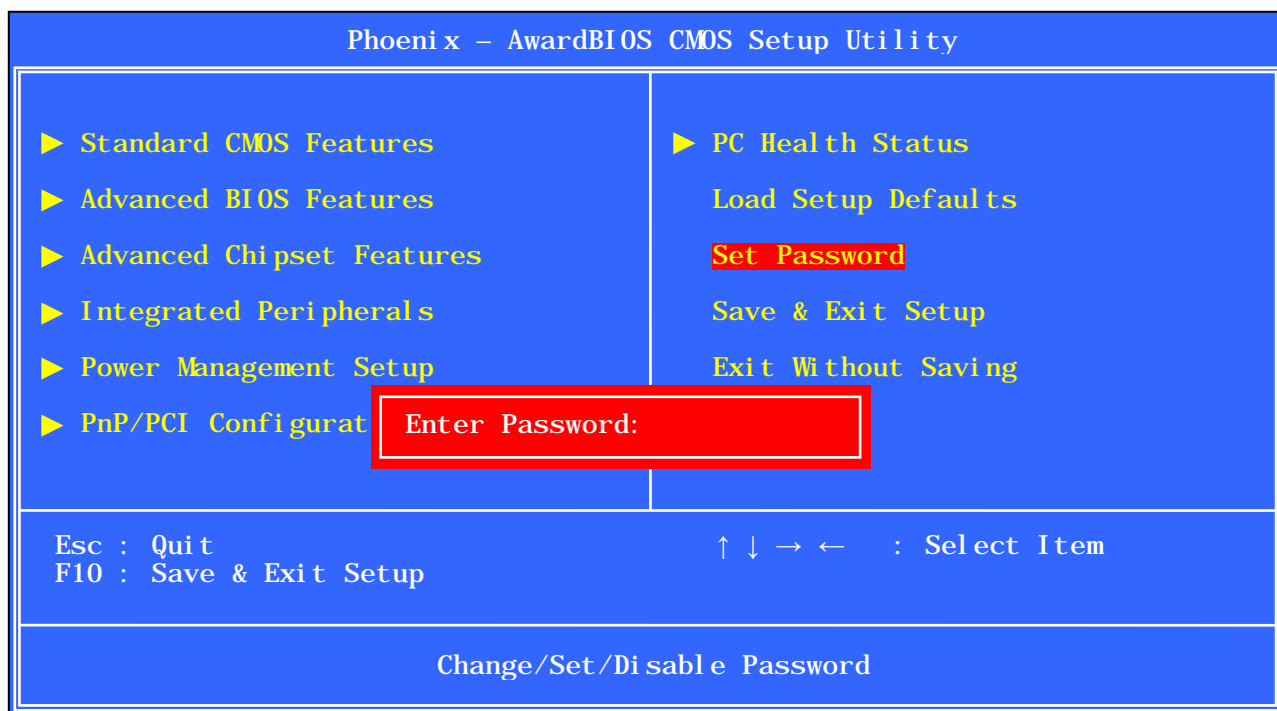 Phoenix – AwardBIOS CMOS Setup Utility
▶ Standard CMOS Features
▶ Advanced BIOS Features
▶ Advanced Chipset Features
▶ Integrated Peripherals
▶ Power Management Setup
▶ PnP/PCI Configurat
▶ PC Health Status
Load Setup Defaults
Set Password
Save & Exit Setup
Exit Without Saving
Enter Password:
Esc : Quit
F10 : Save & Exit Setup
↑ ↓ → ← : Select Item
Change/Set/Disable Password